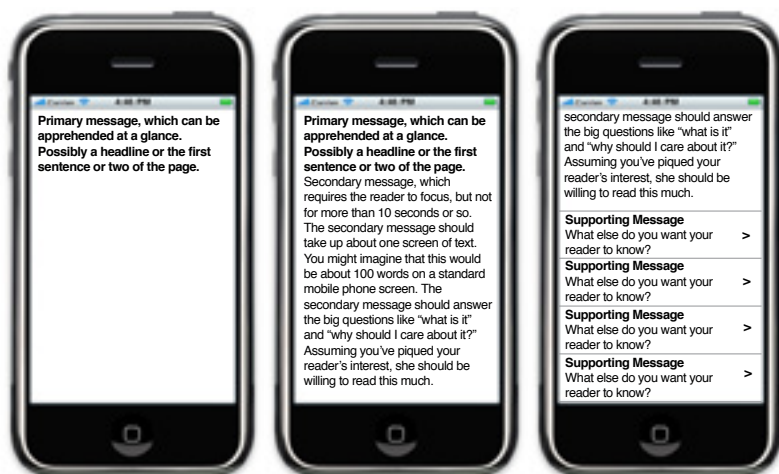 Carrier 4:46 PM
Primary message, which can be
apprehended at a glance.
Possibly a headline or the first
sentence or two of the page.
Carrier 4:46 PM
Primary message, which can be
apprehended at a glance.
Possibly a headline or the first
sentence or two of the page.
Secondary message, which
requires the reader to focus, but not
for more than 10 seconds or so.
The secondary message should
take up about one screen of text.
You might imagine that this would
be about 100 words on a standard
mobile phone screen. The
secondary message should answer
the big questions like “what is it”
and “why should I care about it?”
Assuming you’ve piqued your
reader’s interest, she should be
willing to read this much.
Carrier 4:46 PM
secondary message should answer
the big questions like “what is it”
and “why should I care about it?”
Assuming you’ve piqued your
reader’s interest, she should be
willing to read this much.
Supporting Message
What else do you want your >
reader to know?
Supporting Message
What else do you want your >
reader to know?
Supporting Message
What else do you want your >
reader to know?
Supporting Message
What else do you want your >
reader to know?